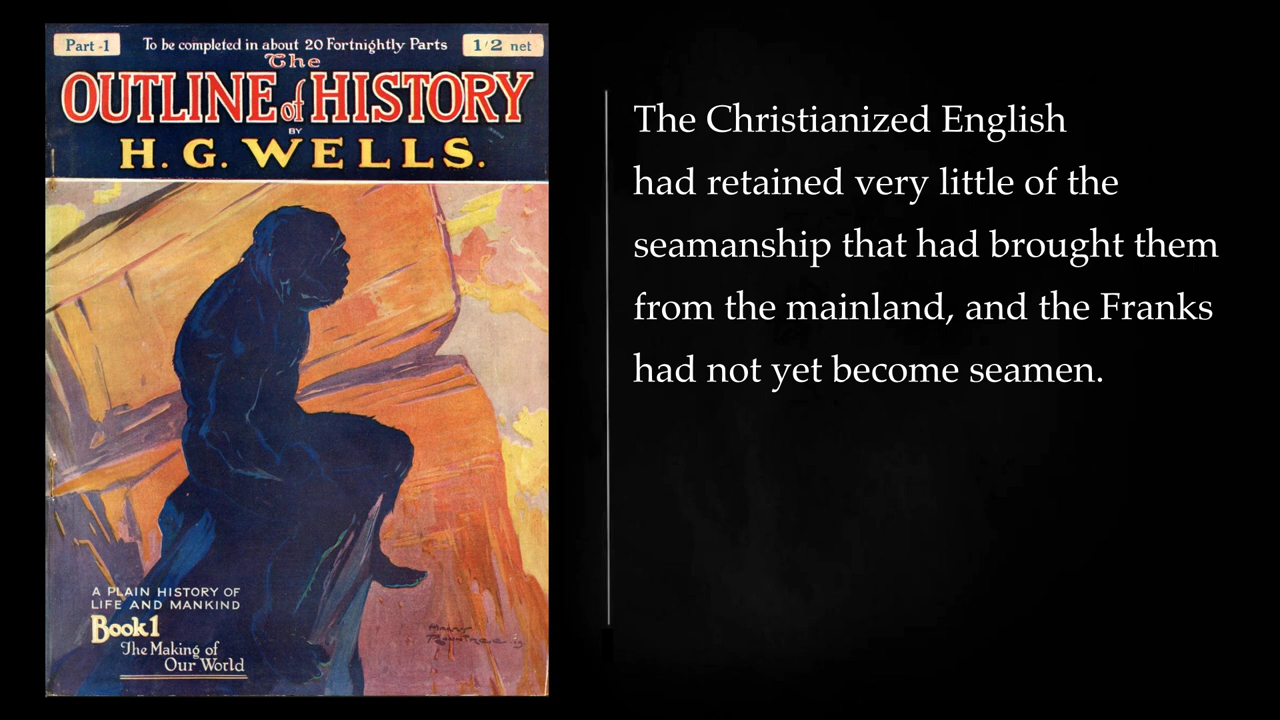 Part -1
To be completed in about 20 Fortnightly Parts
1/2 net
The
OUTLINE of HISTORY
BY
H. G. WELLS.
A PLAIN HISTORY OF
LIFE AND MANKIND
Book 1
The Making of
Our World
The Christianized English
had retained very little of the
seamanship that had brought them
from the mainland, and the Franks
had not yet become seamen.